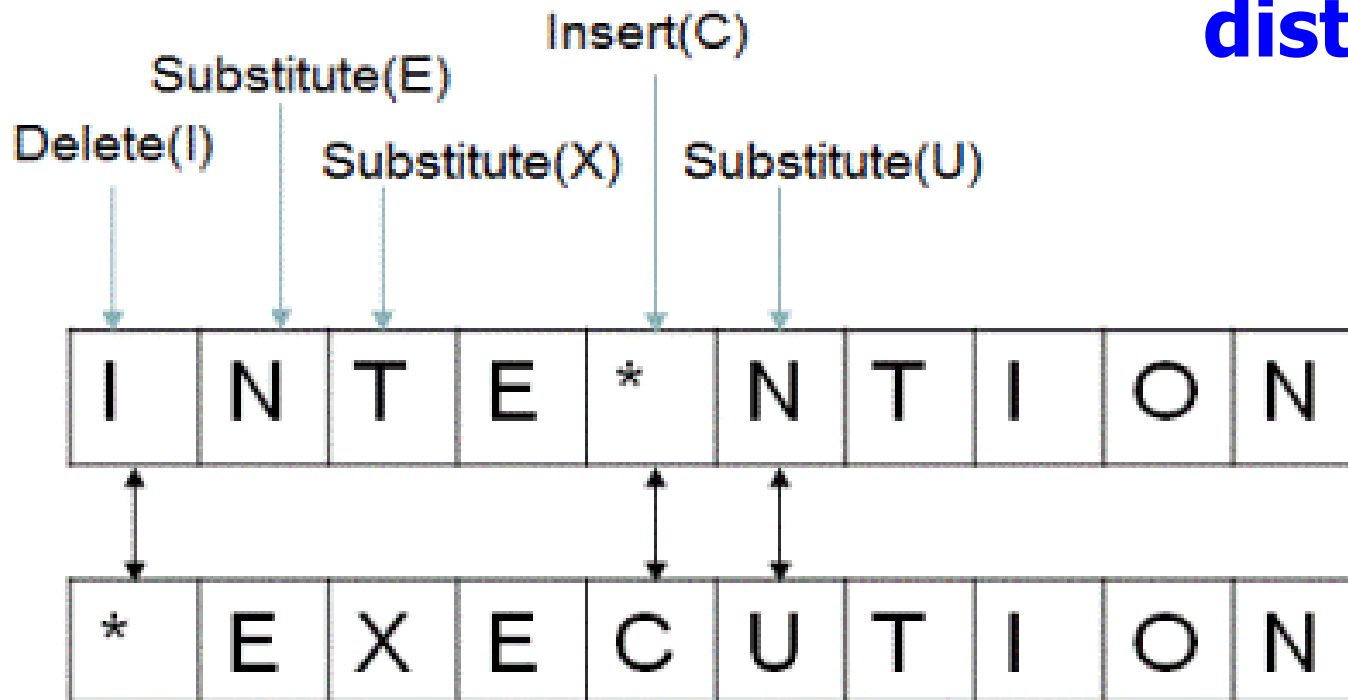 dist
Insert(C)
Substitute(E)
Delete(I)
Substitute(X) Substitute(U)
I N T E * N T I O N
* E X E C U T I O N